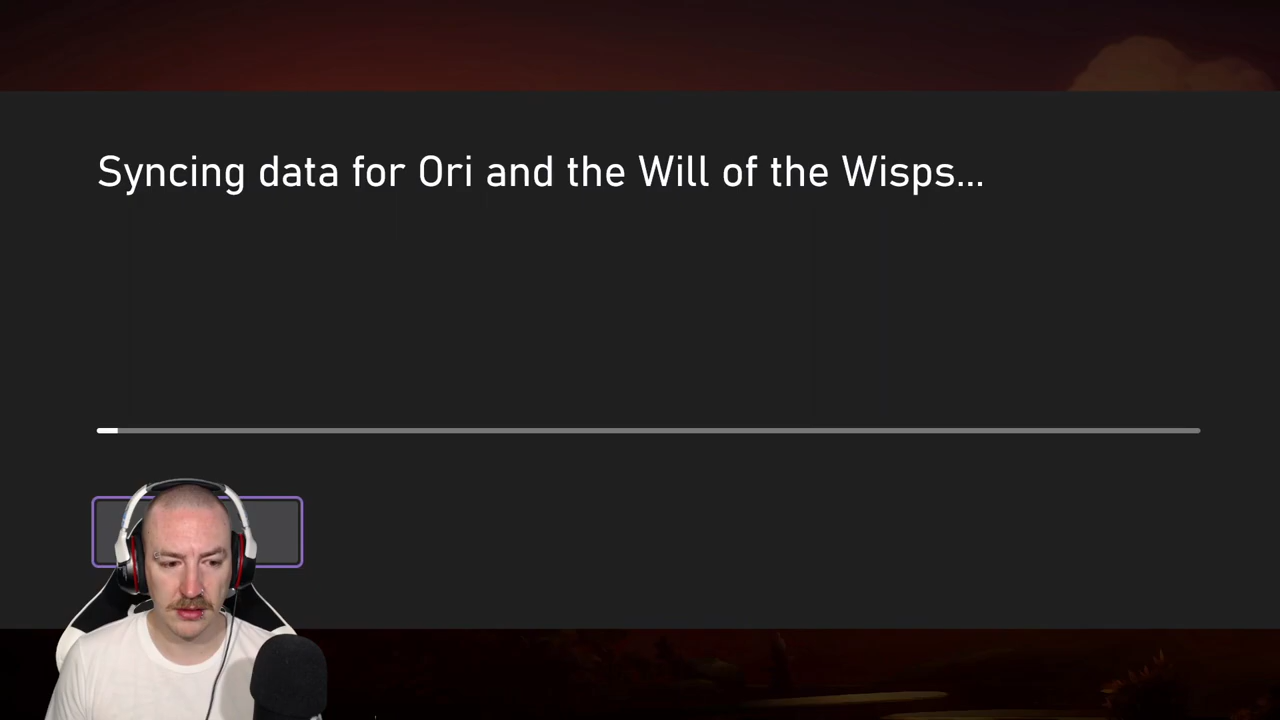 Syncing data for Ori and the Will of the Wisps...